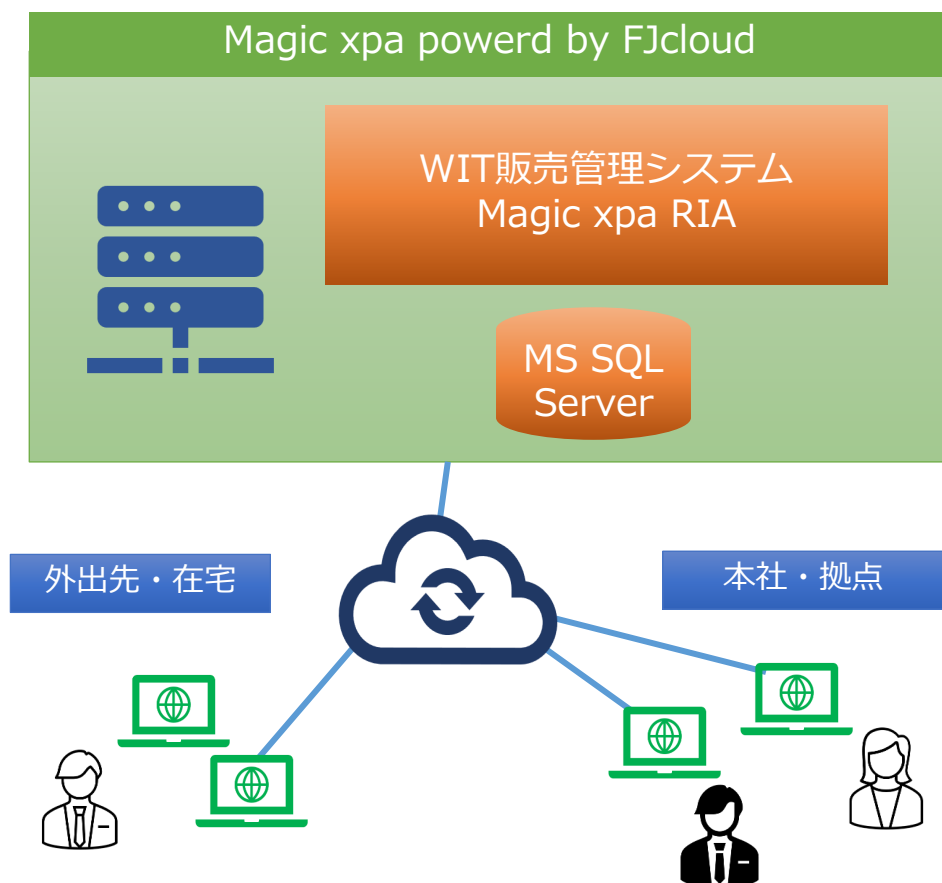 Magic xpa powerd by FJcloud
WIT販売管理システム
Magic xpa RIA
MS SQL
Server
外出先・在宅
本社・拠点